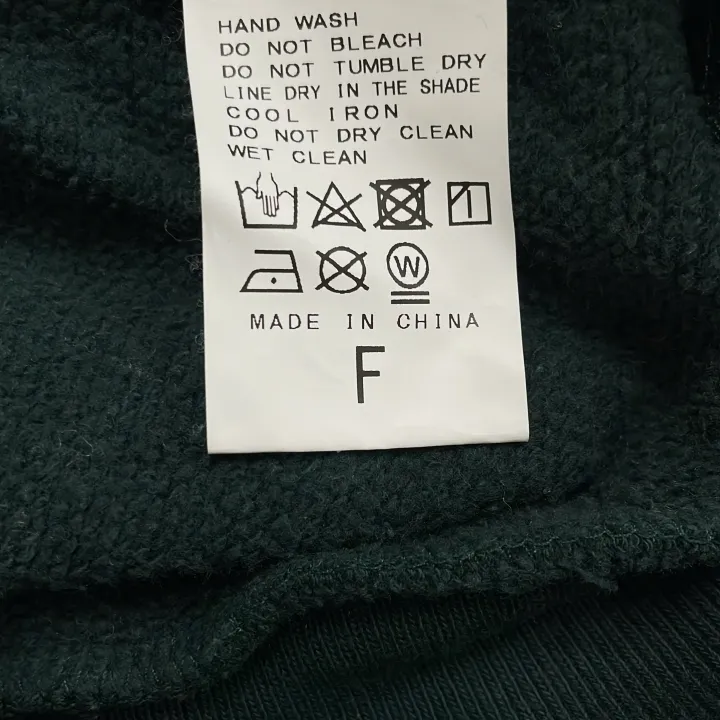 HAND WASH
DO NOT BLEACH
DO NOT TUMBLE DRY
LINE DRY IN THE SHADE
COOL IRON
DO NOT DRY CLEAN
WET CLEAN
W
MADE IN CHINA
F